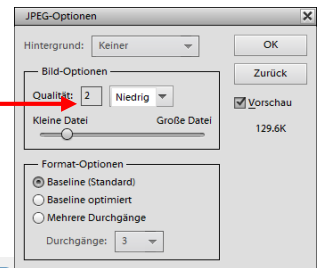 JPEG-Optionen
Hintergrund: Keiner
OK
Bild-Optionen
Zurück
Qualität: 2 Niedrig
Vorschau
Kleine Datei Große Datei
129.6K
Format-Optionen
Baseline (Standard)
Baseline optimiert
Mehrere Durchgänge
Durchgänge: 3